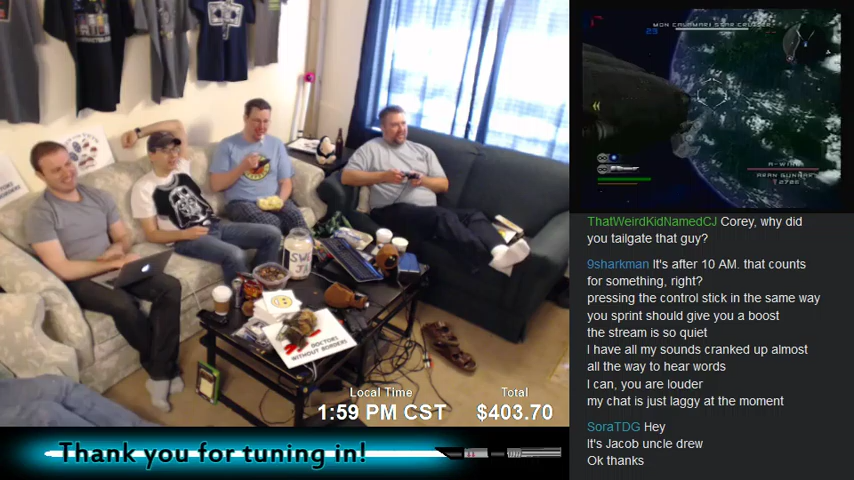 MON CALAMARI STAR CRUISER
23
A-WING
ThatWeirdKidNamedCJ Corey, why did
you tailgate that guy?
9sharkman It's after 10 AM. that counts
for something, right?
pressing the control stick in the same way
you sprint should give you a boost
the stream is so quiet
I have all my sounds cranked up almost
all the way to hear words
I can, you are louder
my chat is just laggy at the moment
SoraTDG Hey
It's Jacob uncle drew
Ok thanks
DOCTORS
WITHOUT BORDERS
Local Time
1:59 PM CST
Total
$403.70
Thank you for tuning in!